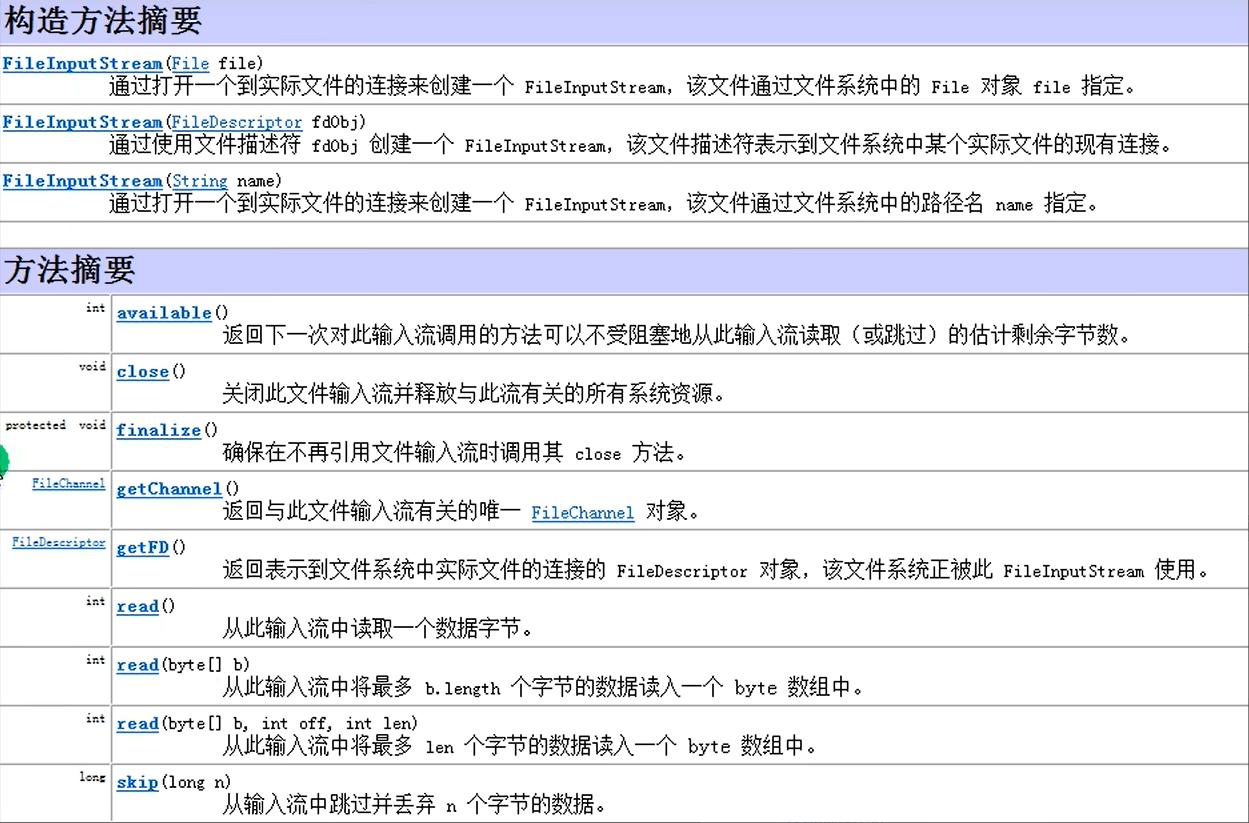 构造方法摘要
FileInputStream(File file)
通过打开一个到实际文件的连接来创建一个 FileInputStream，该文件通过文件系统中的 File 对象 file 指定。
FileInputStream(FileDescriptor fdObj)
通过使用文件描述符 fdObj 创建一个 FileInputStream，该文件描述符表示到文件系统中某个实际文件的现有连接。
FileInputStream(String name)
通过打开一个到实际文件的连接来创建一个 FileInputStream，该文件通过文件系统中的路径名 name 指定。
方法摘要
int available()
返回下一次对此输入流调用的方法可以不受阻塞地从此输入流读取（或跳过）的估计剩余字节数。
void close()
关闭此文件输入流并释放与此流有关的所有系统资源。
protected void finalize()
确保在不再引用文件输入流时调用其 close 方法。
FileChannel getChannel()
返回与此文件输入流有关的唯一 FileChannel 对象。
FileDescriptor getFD()
返回表示到文件系统中实际文件的连接的 FileDescriptor 对象，该文件系统正被此 FileInputStream 使用。
int read()
从此输入流中读取一个数据字节。
int read(byte[] b)
从此输入流中将最多 b.length 个字节的数据读入一个 byte 数组中。
int read(byte[] b, int off, int len)
从此输入流中将最多 len 个字节的数据读入一个 byte 数组中。
long skip(long n)
从输入流中跳过并丢弃 n 个字节的数据。